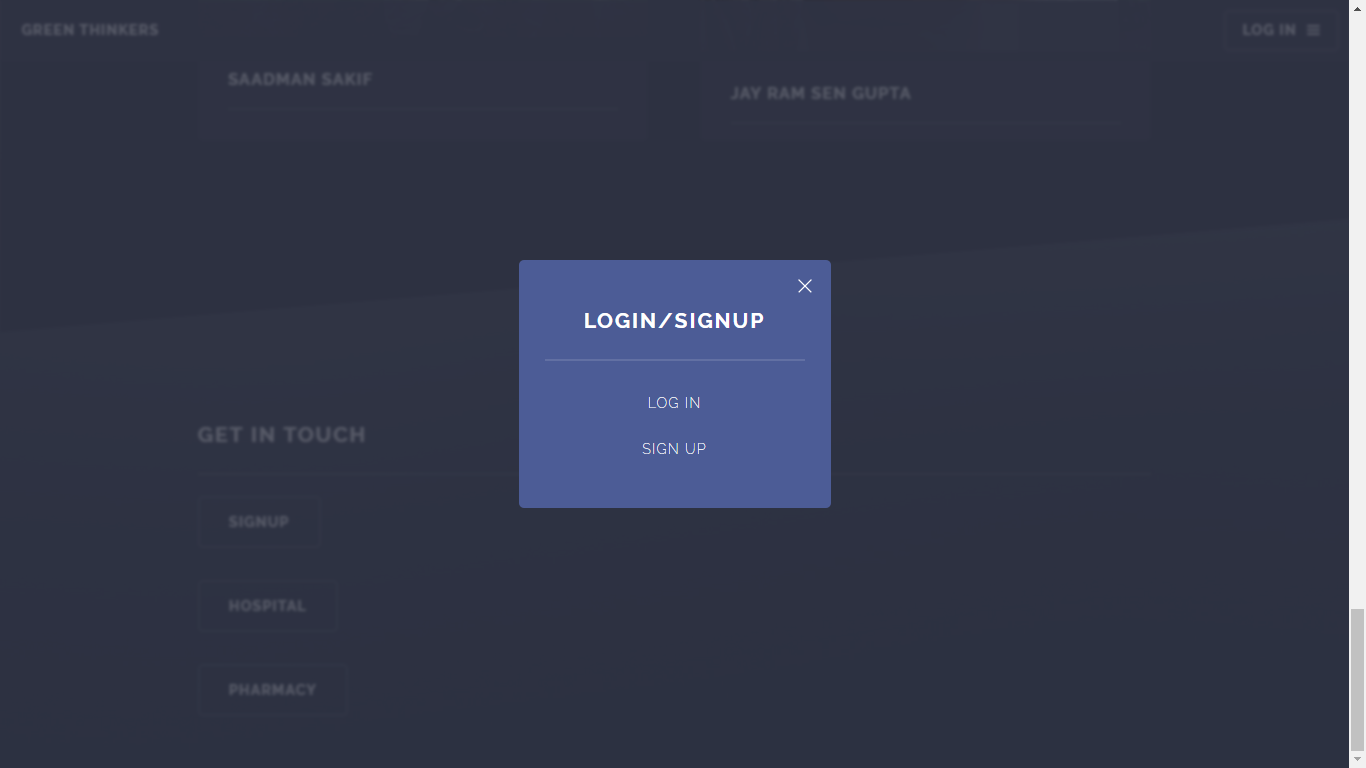 GREEN THINKERS
LOG IN
SAADMAN SAKIF
JAY RAM SEN GUPTA
LOGIN/SIGNUP
LOG IN
SIGN UP
GET IN TOUCH
SIGNUP
HOSPITAL
PHARMACY